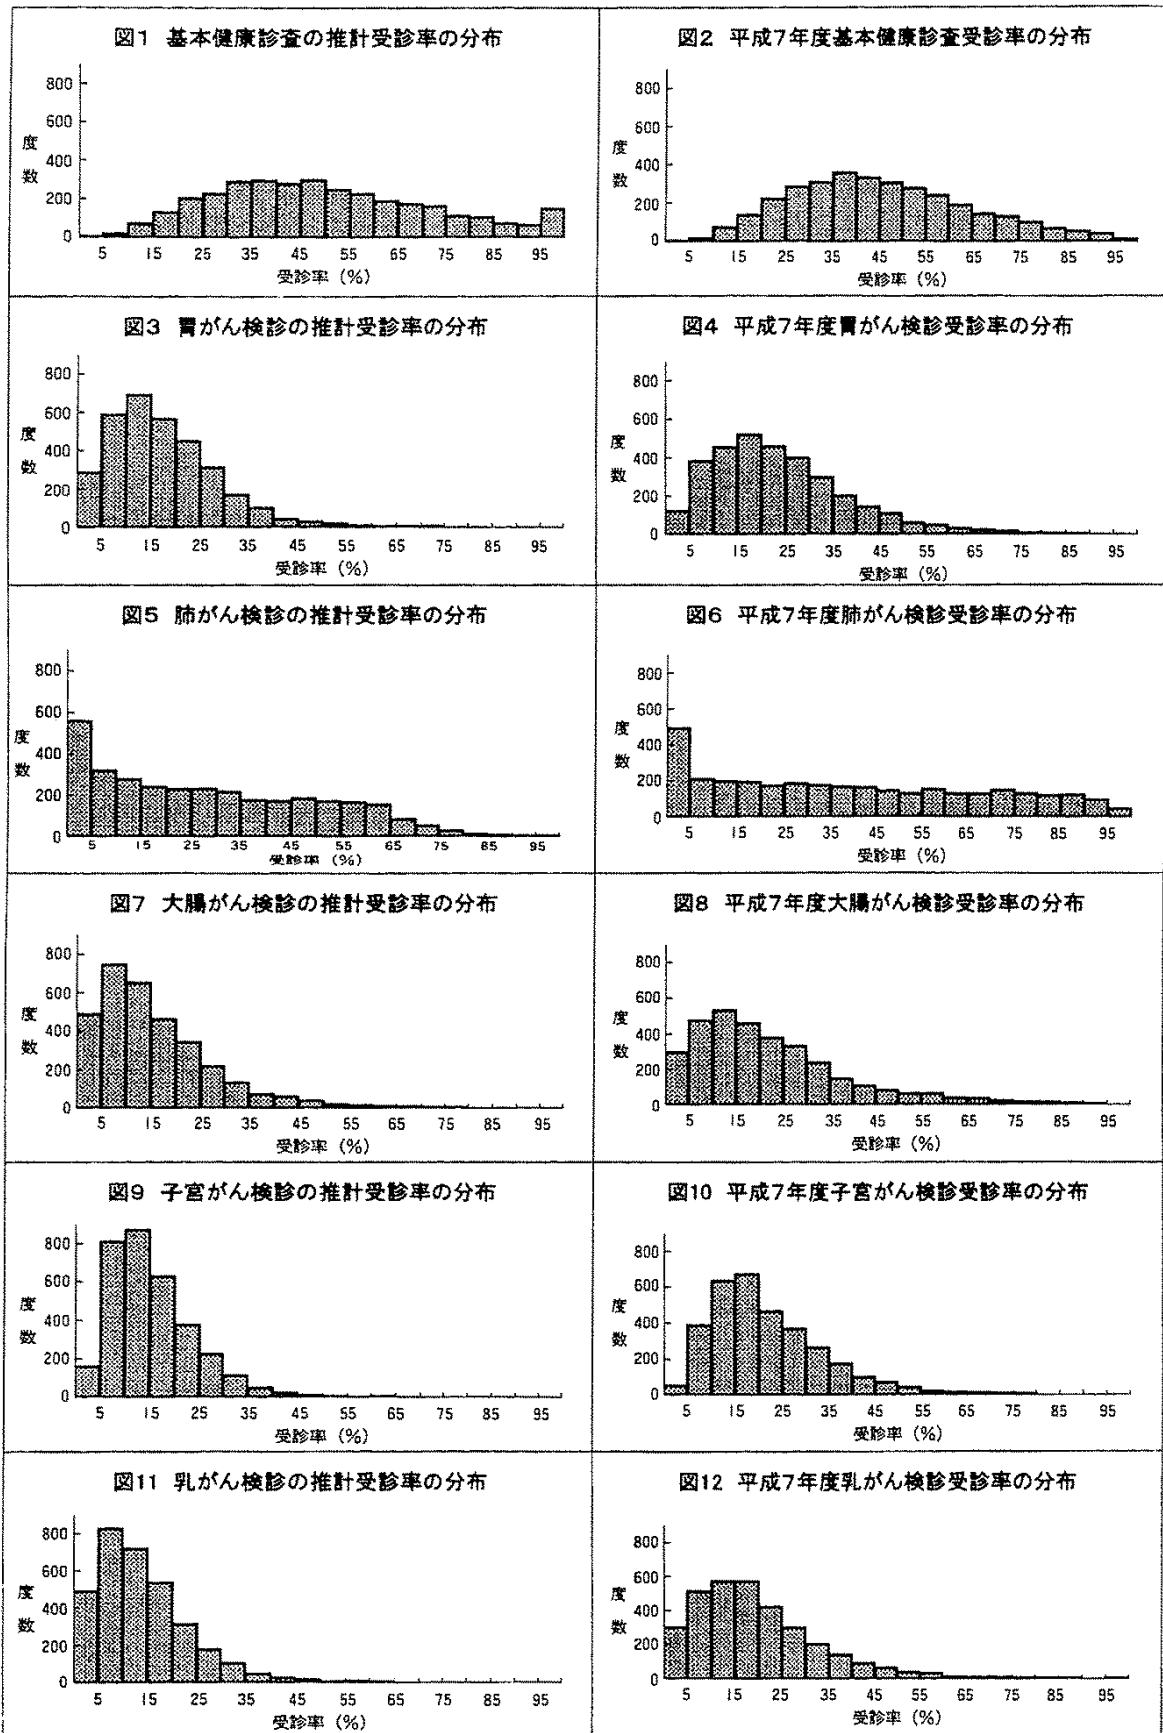 図1 基本健康診査の推計受診率の分布
800
600
400
200
0
度数
5 15 25 35 45 55 65 75 85 95
受診率 (%)
図2 平成7年度基本健康診査受診率の分布
800
600
400
200
0
度数
5 15 25 35 45 55 65 75 85 95
受診率 (%)
図3 胃がん検診の推計受診率の分布
800
600
400
200
0
度数
5 15 25 35 45 55 65 75 85 95
受診率 (%)
図4 平成7年度胃がん検診受診率の分布
800
600
400
200
0
度数
5 15 25 35 45 55 65 75 85 95
受診率 (%)
図5 肺がん検診の推計受診率の分布
800
600
400
200
0
度数
5 15 25 35 45 55 65 75 85 95
受診率 (%)
図6 平成7年度肺がん検診受診率の分布
800
600
400
200
0
度数
5 15 25 35 45 55 65 75 85 95
受診率 (%)
図7 大腸がん検診の推計受診率の分布
800
600
400
200
0
度数
5 15 25 35 45 55 65 75 85 95
受診率 (%)
図8 平成7年度大腸がん検診受診率の分布
800
600
400
200
0
度数
5 15 25 35 45 55 65 75 85 95
受診率 (%)
図9 子宮がん検診の推計受診率の分布
800
600
400
200
0
度数
5 15 25 35 45 55 65 75 85 95
受診率 (%)
図10 平成7年度子宮がん検診受診率の分布
800
600
400
200
0
度数
5 15 25 35 45 55 65 75 85 95
受診率 (%)
図11 乳がん検診の推計受診率の分布
800
600
400
200
0
度数
5 15 25 35 45 55 65 75 85 95
受診率 (%)
図12 平成7年度乳がん検診受診率の分布
800
600
400
200
0
度数
5 15 25 35 45 55 65 75 85 95
受診率 (%)